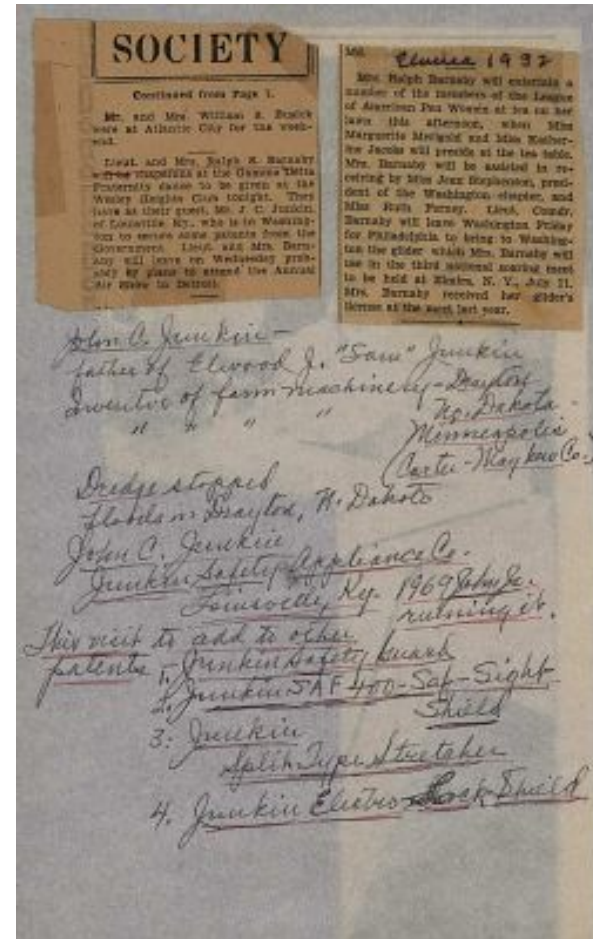 SOCIETY
Continued from Page 1.
Mr. and Mrs. William S. Busick
were at Atlantic City for the week-
end.
Lieut. and Mrs. Ralph S. Barnaby
will be chaperons at the Gamma Delta
Fraternity dance to be given at the
Wesley Heights Club tonight. They
have as their guest, Mr. J. C. Junkin,
of Louisville, Ky., who is in Washing-
ton to secure some patents from the
Government. Lieut. and Mrs. Barn-
aby will leave on Wednesday prob-
ably by plane to attend the Annual
Air Show in Detroit.
Elmira 1932
Mrs. Ralph Barnaby will entertain a
number of the members of the League
of American Pen Women at tea on her
lawn this afternoon, when Miss
Marguerite and Miss Kather-
ine Jacobs will preside at the tea table.
Mrs. Barnaby will be assisted in re-
ceiving by Miss Jean Stephenson, presi-
dent of the Washington chapter, and
Miss Ruth Lieut. Comdr.
Barnaby will leave Washington Friday
for Philadelphia to bring to Washing-
ton the glider which Mrs. Barnaby will
use in the third national soaring meet
to be held at Elmira, N. Y., July 11.
Mrs. Barnaby received her glider's
license at the meet last year.
John C. Junkin -
father of Elwood J. "Sam" Junkin
Inventor of farm machinery - Drayton
No. Dakota -
" " " " Minneapolis
(Carter-Mayhew Co.)
Dredge stopped
floods in Drayton, N. Dakota
John C. Junkin
Junkin Safety Appliance Co.
Louisville, Ky. 1969 John Jr.
running it.
This visit to add to other
patents 1. Junkin Safety Guard
2. Junkin SAF 400-Saf-Sight
Shield
3: Junkin
Split Type Stretcher
4. Junkin Electro Shield